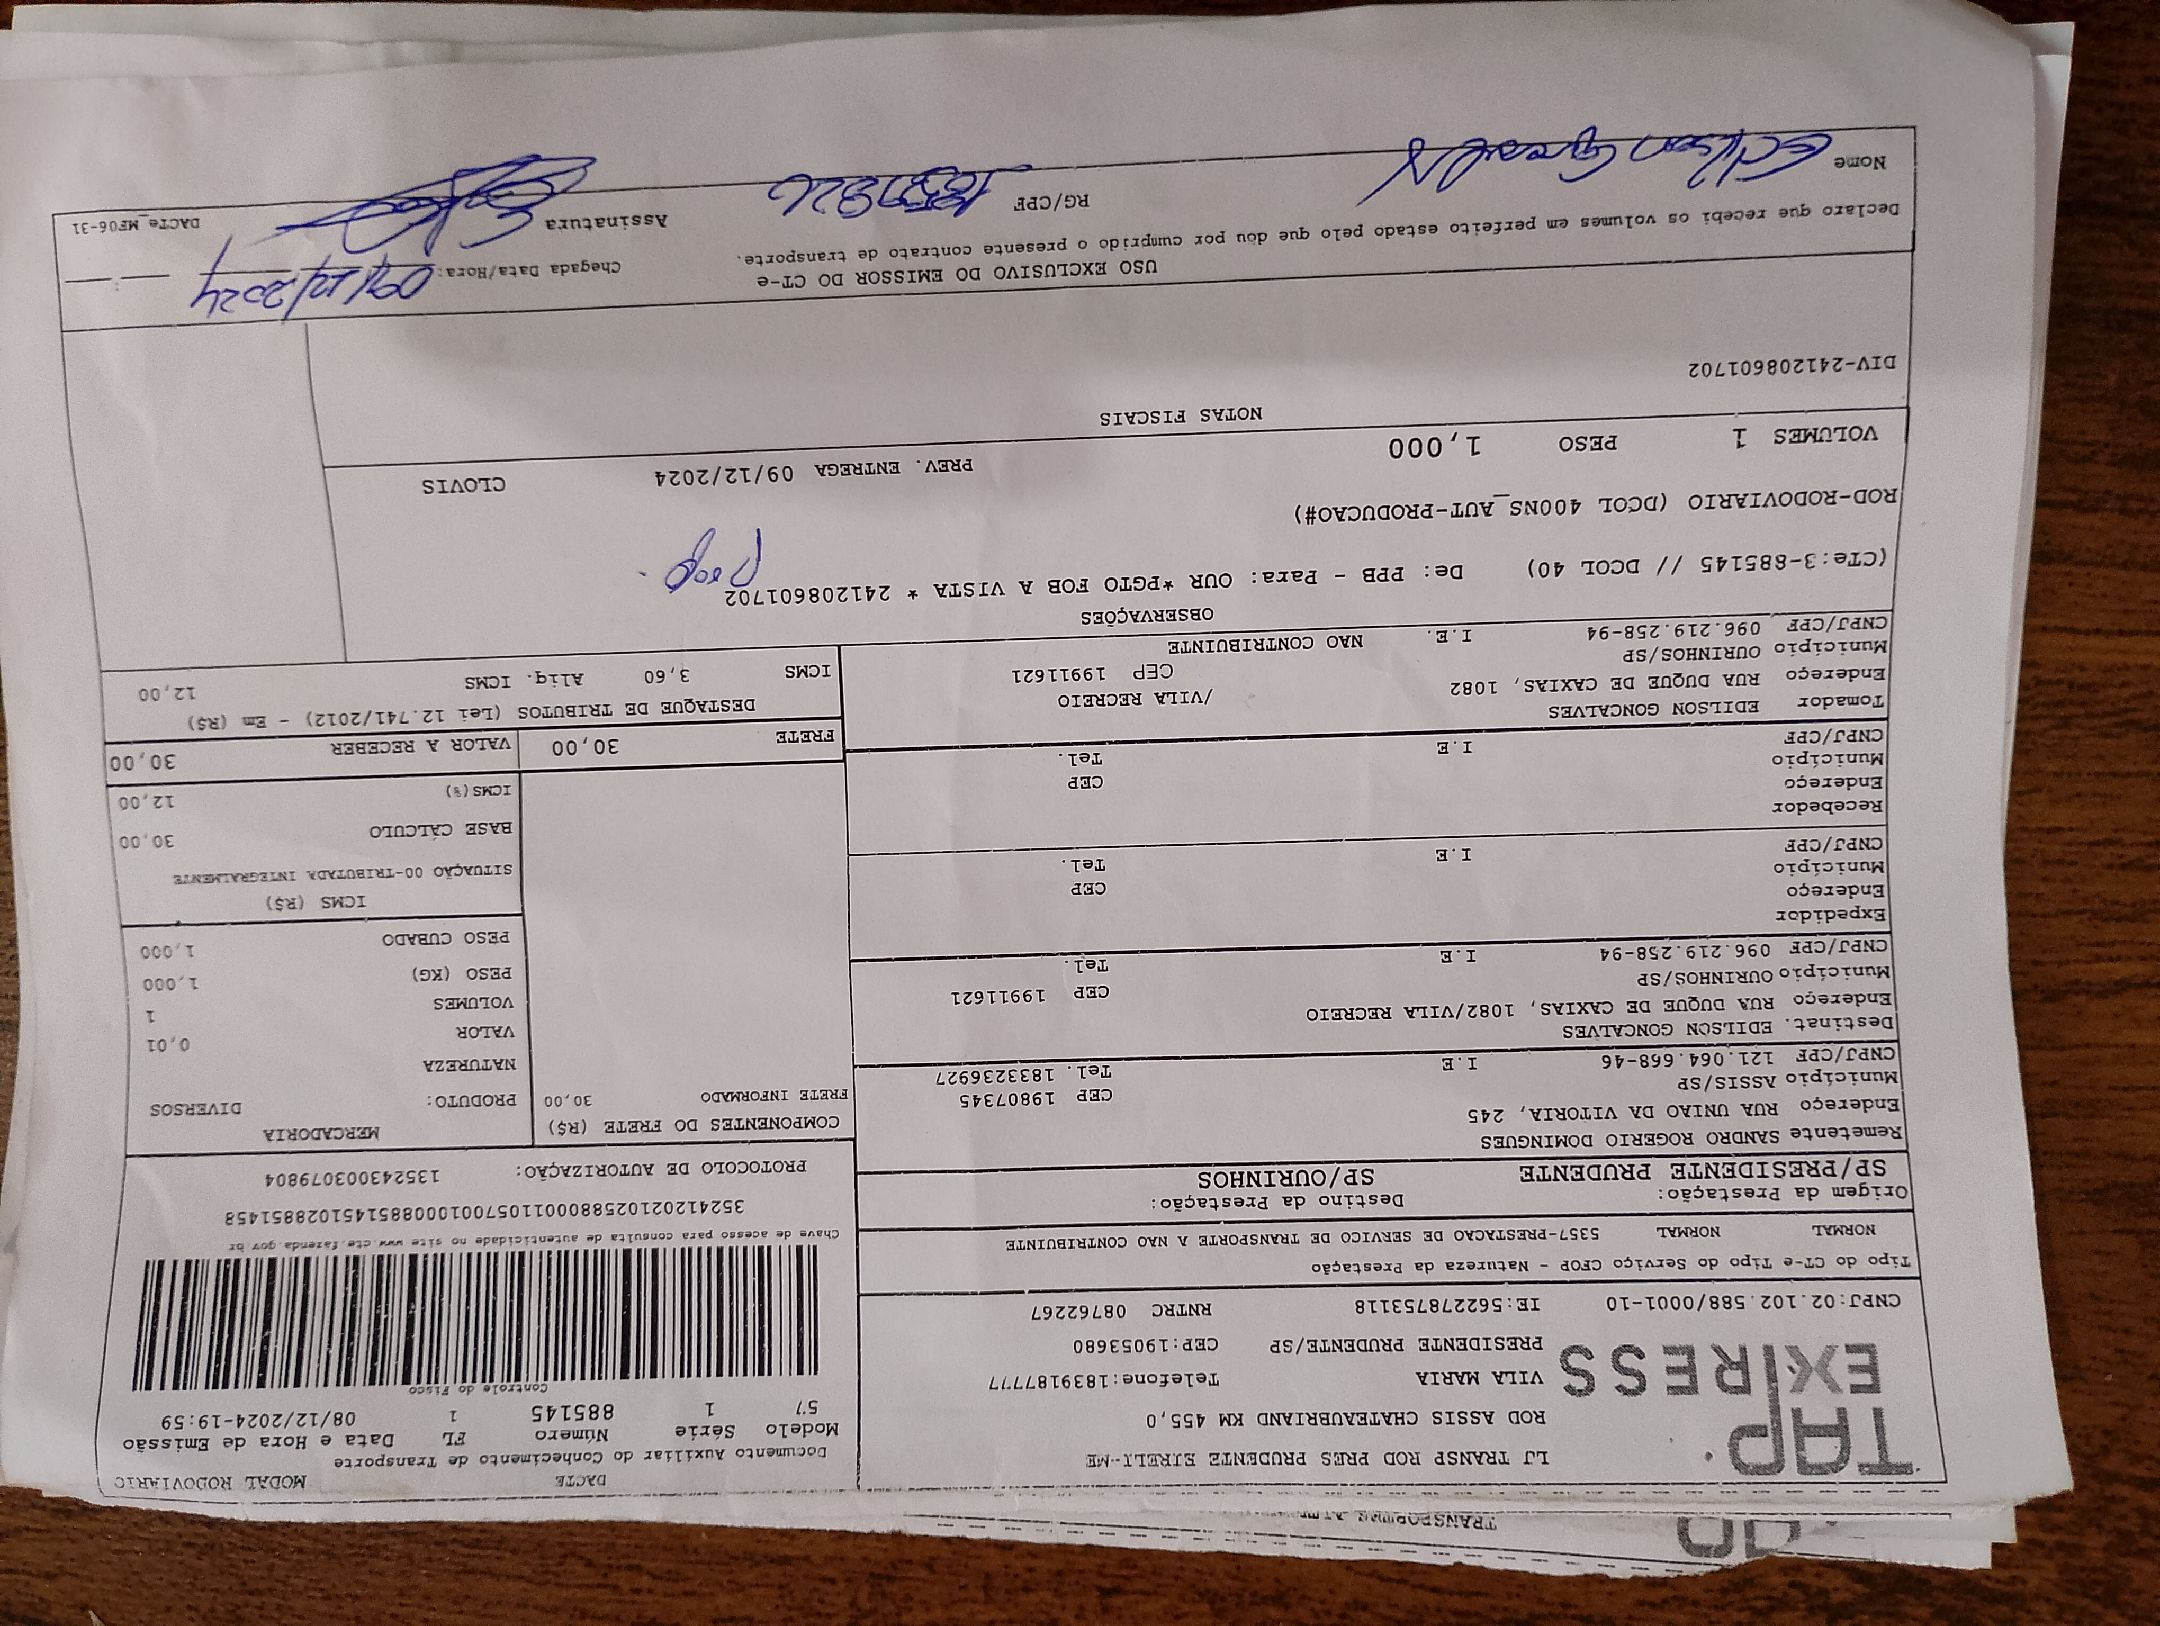 TAP
EXPRESS
LJ TRANSP ROD PRES PRUDENTE EIRELI-ME
ROD ASSIS CHATEAUBRIAND KM 455,0
VILA MARIA Telefone:1839187777
PRESIDENTE PRUDENTE/SP CEP:19053680
CNPJ:02.102.588/0001-10 IE:562278753118 RNTRC 08762267
DACTE MODAL RODOVIARIO
Documento Auxiliar do Conhecimento de Transporte
Modelo Série Número FL Data e Hora de Emissão
57 1 885145 1 08/12/2024-19:59
Controle do Fisco
Chave de acesso para consulta de autenticidade no site www.cte.fazenda.gov.br
35241202102588000110570010008851451028851458
PROTOCOLO DE AUTORIZAÇÃO: 135243003079804
Tipo do CT-e Tipo do Serviço CFOP - Natureza da Prestação
NORMAL NORMAL 5357-PRESTACAO DE SERVICO DE TRANSPORTE A NAO CONTRIBUINTE
Origem da Prestação: Destino da Prestação:
SP/PRESIDENTE PRUDENTE SP/OURINHOS
Remetente SANDRO ROGERIO DOMINGUES
Endereço RUA UNIAO DA VITORIA, 245
Município ASSIS/SP CEP 19807345
CNPJ/CPF 121.064.668-46 I.E Tel. 1833236927
Destinat. EDILSON GONCALVES
Endereço RUA DUQUE DE CAXIAS, 1082/VILA RECREIO
Município OURINHOS/SP CEP 19911621
CNPJ/CPF 096.219.258-94 I.E Tel.
Expedidor
Endereço CEP
Município Tel.
CNPJ/CPF I.E
Recebedor
Endereço CEP
Município Tel.
CNPJ/CPF I.E
Tomador EDILSON GONCALVES
Endereço RUA DUQUE DE CAXIAS, 1082 /VILA RECREIO
Município OURINHOS/SP CEP 19911621
CNPJ/CPF 096.219.258-94 I.E. NAO CONTRIBUINTE
COMPONENTES DO FRETE (R$)
FRETE INFORMADO 30,00
MERCADORIA
PRODUTO: DIVERSOS
NATUREZA
VALOR 0,01
VOLUMES 1
PESO (KG) 1,000
PESO CUBADO 1,000
ICMS (R$)
SITUAÇÃO 00-TRIBUTADA INTEGRALMENTE
BASE CÁLCULO 30,00
ICMS(%) 12,00
FRETE 30,00 VALOR A RECEBER 30,00
DESTAQUE DE TRIBUTOS (Lei 12.741/2012) - Em (R$)
ICMS 3,60 Aliq. ICMS 12,00
OBSERVAÇÕES
(CTe:3-885145 // DCOL 40) De: PPB - Para: OUR *PGTO FOB A VISTA * 241208601702
ROD-RODOVIARIO (DCOL 400NS_AUT-PRODUCAO#)
VOLUMES 1 PESO 1,000 PREV. ENTREGA 09/12/2024 CLOVIS
NOTAS FISCAIS
DIV-241208601702
USO EXCLUSIVO DO EMISSOR DO CT-e
Declaro que recebi os volumes em perfeito estado pelo que dou por cumprido o presente contrato de transporte.
Chegada Data/Hora: 09/12/2024
Nome RG/CPF Assinatura
DACTe_MF06-31